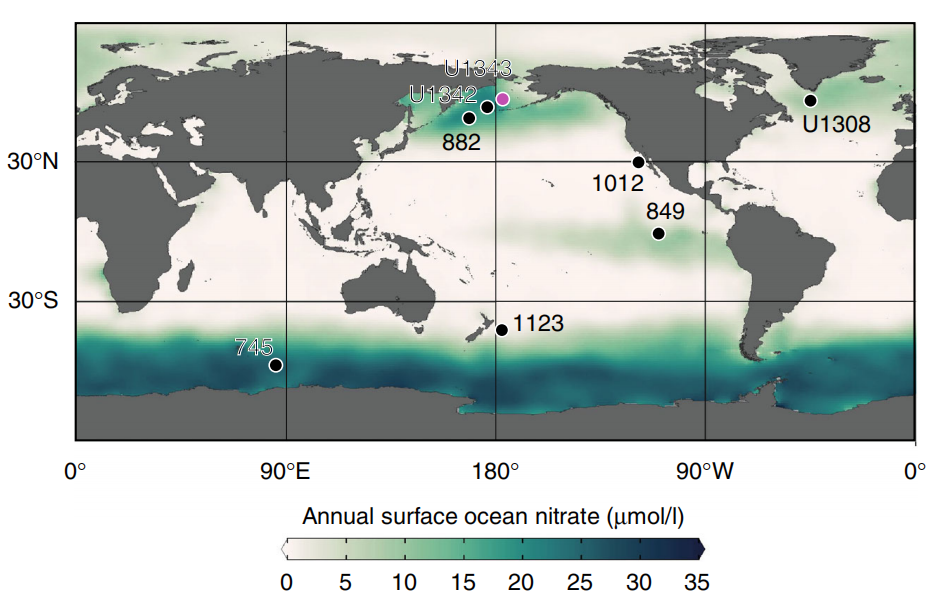 U1343
U1342
882
U1308
30°N
1012
849
30°S
1123
745
0° 90°E 180° 90°W 0°
Annual surface ocean nitrate (μmol/l)
0 5 10 15 20 25 30 35